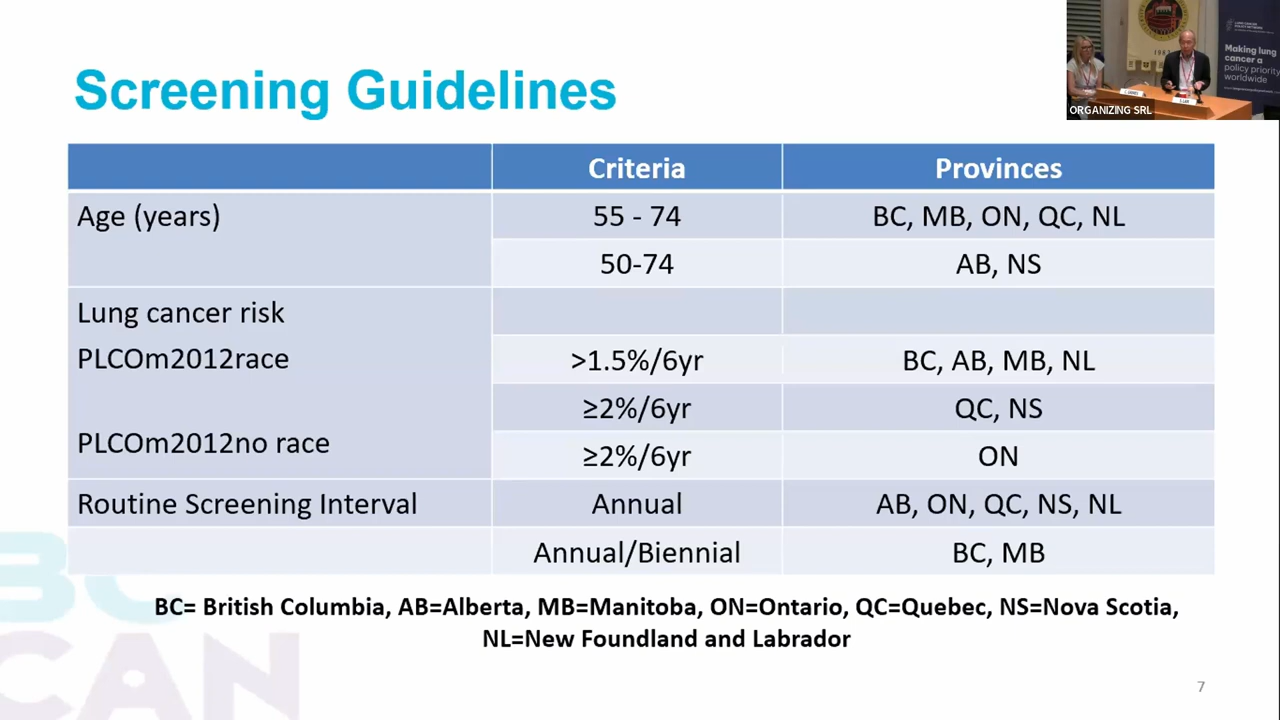 Screening Guidelines
Making lung
cancer a
policy priority
worldwide
1983
ORGANIZING SRL
Criteria Provinces
Age (years) 55 - 74 BC, MB, ON, QC, NL
50-74 AB, NS
Lung cancer risk
PLCOm2012race >1.5%/6yr BC, AB, MB, NL
≥2%/6yr QC, NS
PLCOm2012no race ≥2%/6yr ON
Routine Screening Interval Annual AB, ON, QC, NS, NL
Annual/Biennial BC, MB
BC= British Columbia, AB=Alberta, MB=Manitoba, ON=Ontario, QC=Quebec, NS=Nova Scotia,
NL=New Foundland and Labrador
BC
CAN
7